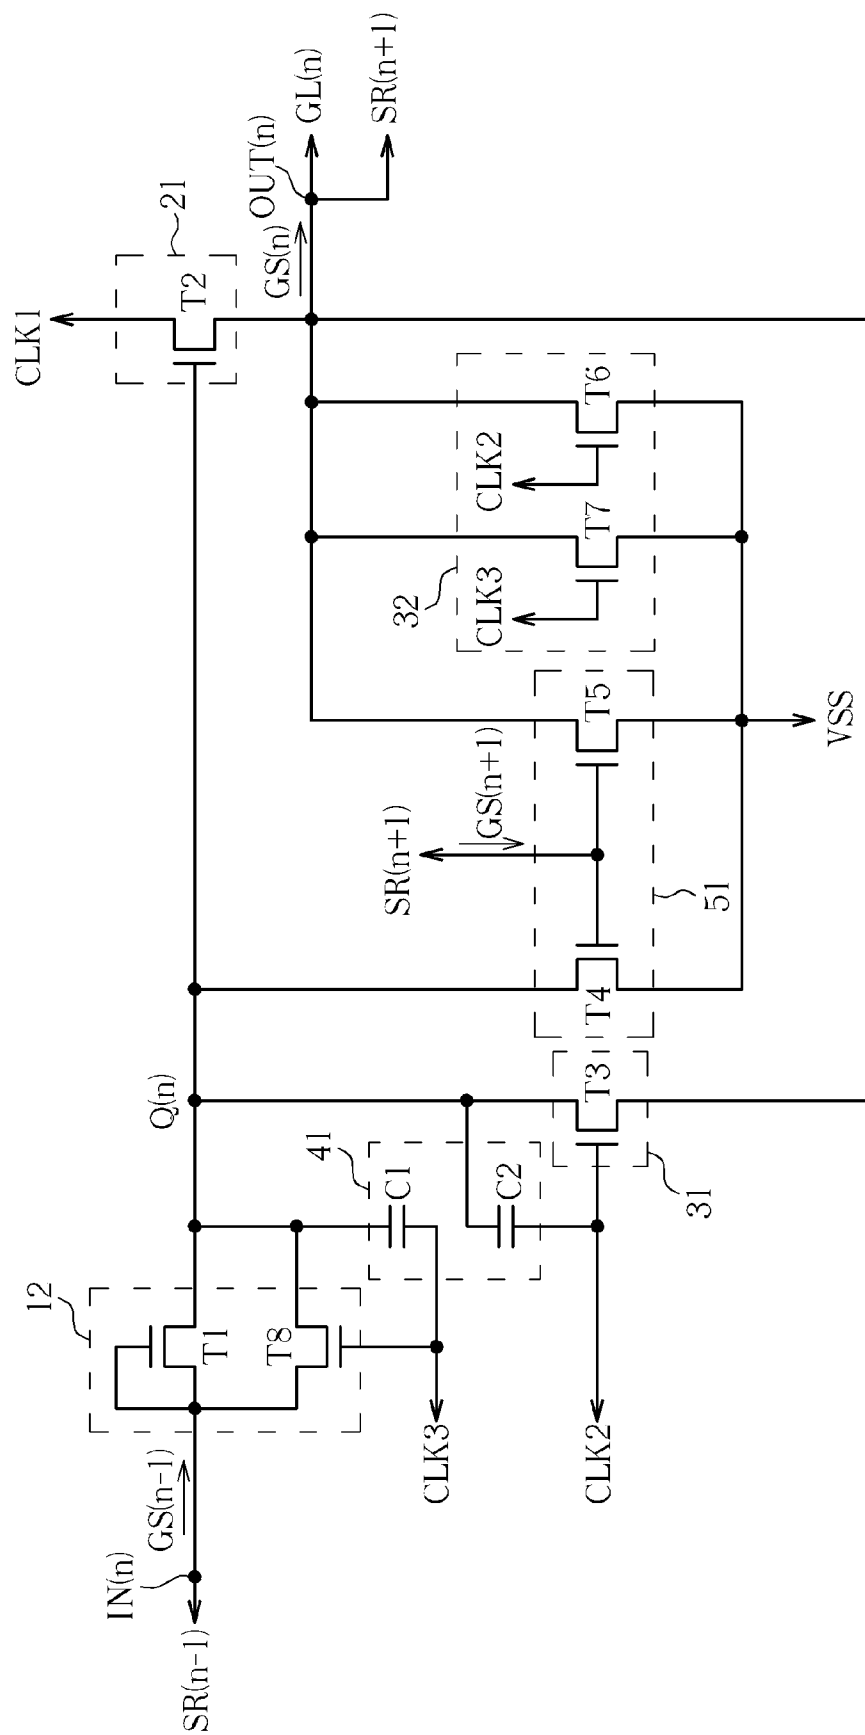 SR(n-1)
IN(n)
GS(n-1)
12
T1
T8
CLK3
CLK2
Q(n)
41
C1
C2
31
T3
T4
51
SR(n+1)
GS(n+1)
T5
VSS
32
CLK3
T7
CLK2
T6
CLK1
T2
21
GS(n)
OUT(n)
GL(n)
SR(n+1)